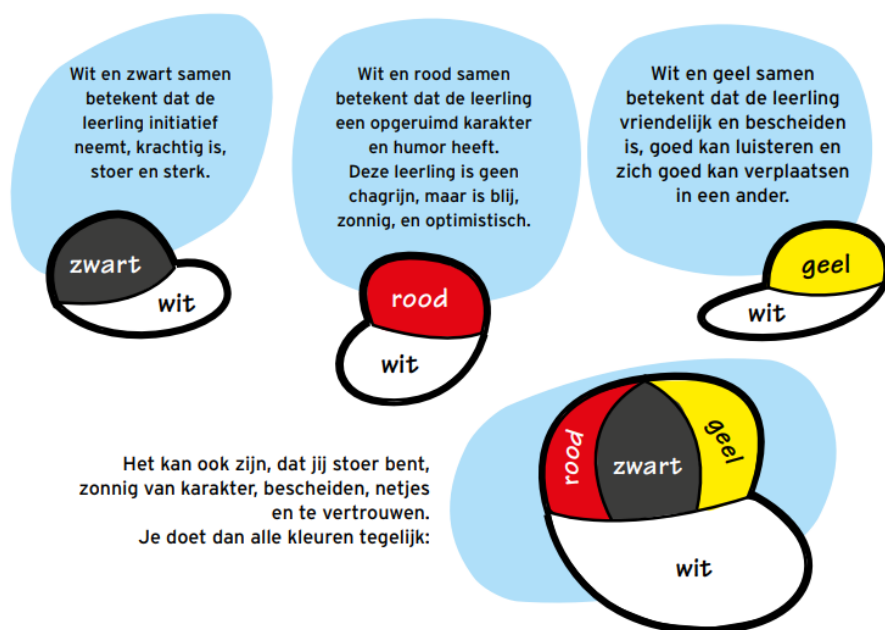 Wit en zwart samen
betekent dat de
leerling initiatief
neemt, krachtig is,
stoer en sterk.
zwart
wit
Wit en rood samen
betekent dat de leerling
een opgeruimd karakter
en humor heeft.
Deze leerling is geen
chagrijn, maar is blij,
zonnig, en optimistisch.
rood
wit
Wit en geel samen
betekent dat de leerling
vriendelijk en bescheiden
is, goed kan luisteren en
zich goed kan verplaatsen
in een ander.
geel
wit
Het kan ook zijn, dat jij stoer bent,
zonnig van karakter, bescheiden, netjes
en te vertrouwen.
Je doet dan alle kleuren tegelijk:
rood
zwart
geel
wit